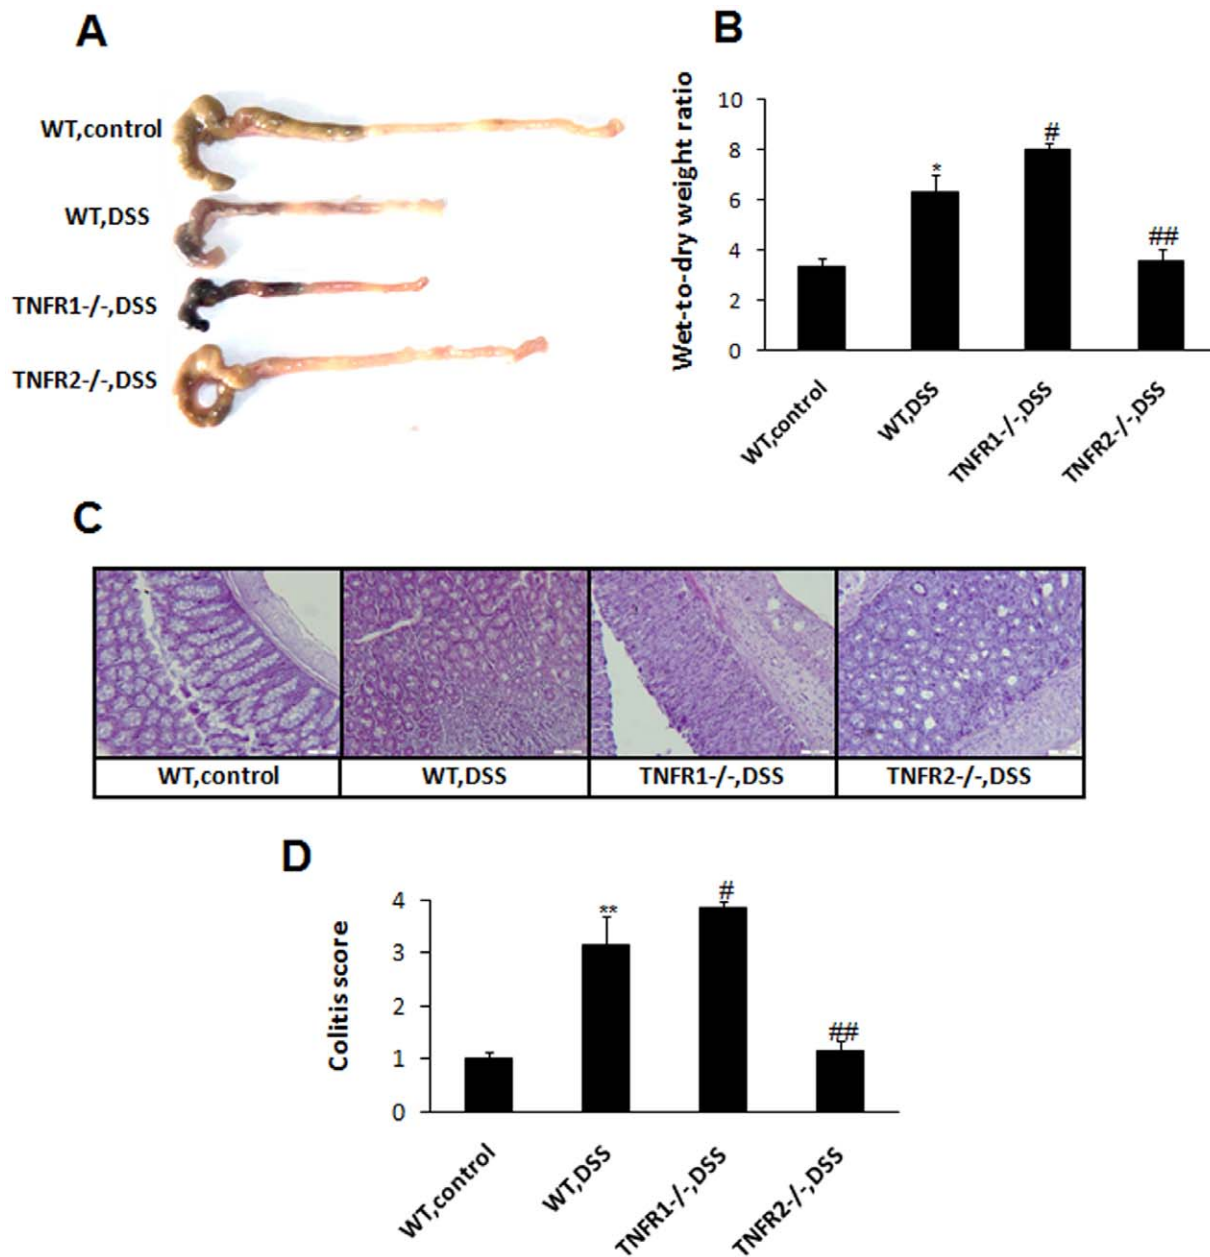 A
WT,control
WT,DSS
TNFR1-/-,DSS
TNFR2-/-,DSS
B
Wet-to-dry weight ratio
10
8
6
4
2
0
*
#
##
WT,control
WT,DSS
TNFR1-/-,DSS
TNFR2-/-,DSS
C
WT,control
WT,DSS
TNFR1-/-,DSS
TNFR2-/-,DSS
D
Colitis score
4
3
2
1
0
**
#
##
WT,control
WT,DSS
TNFR1-/-,DSS
TNFR2-/-,DSS